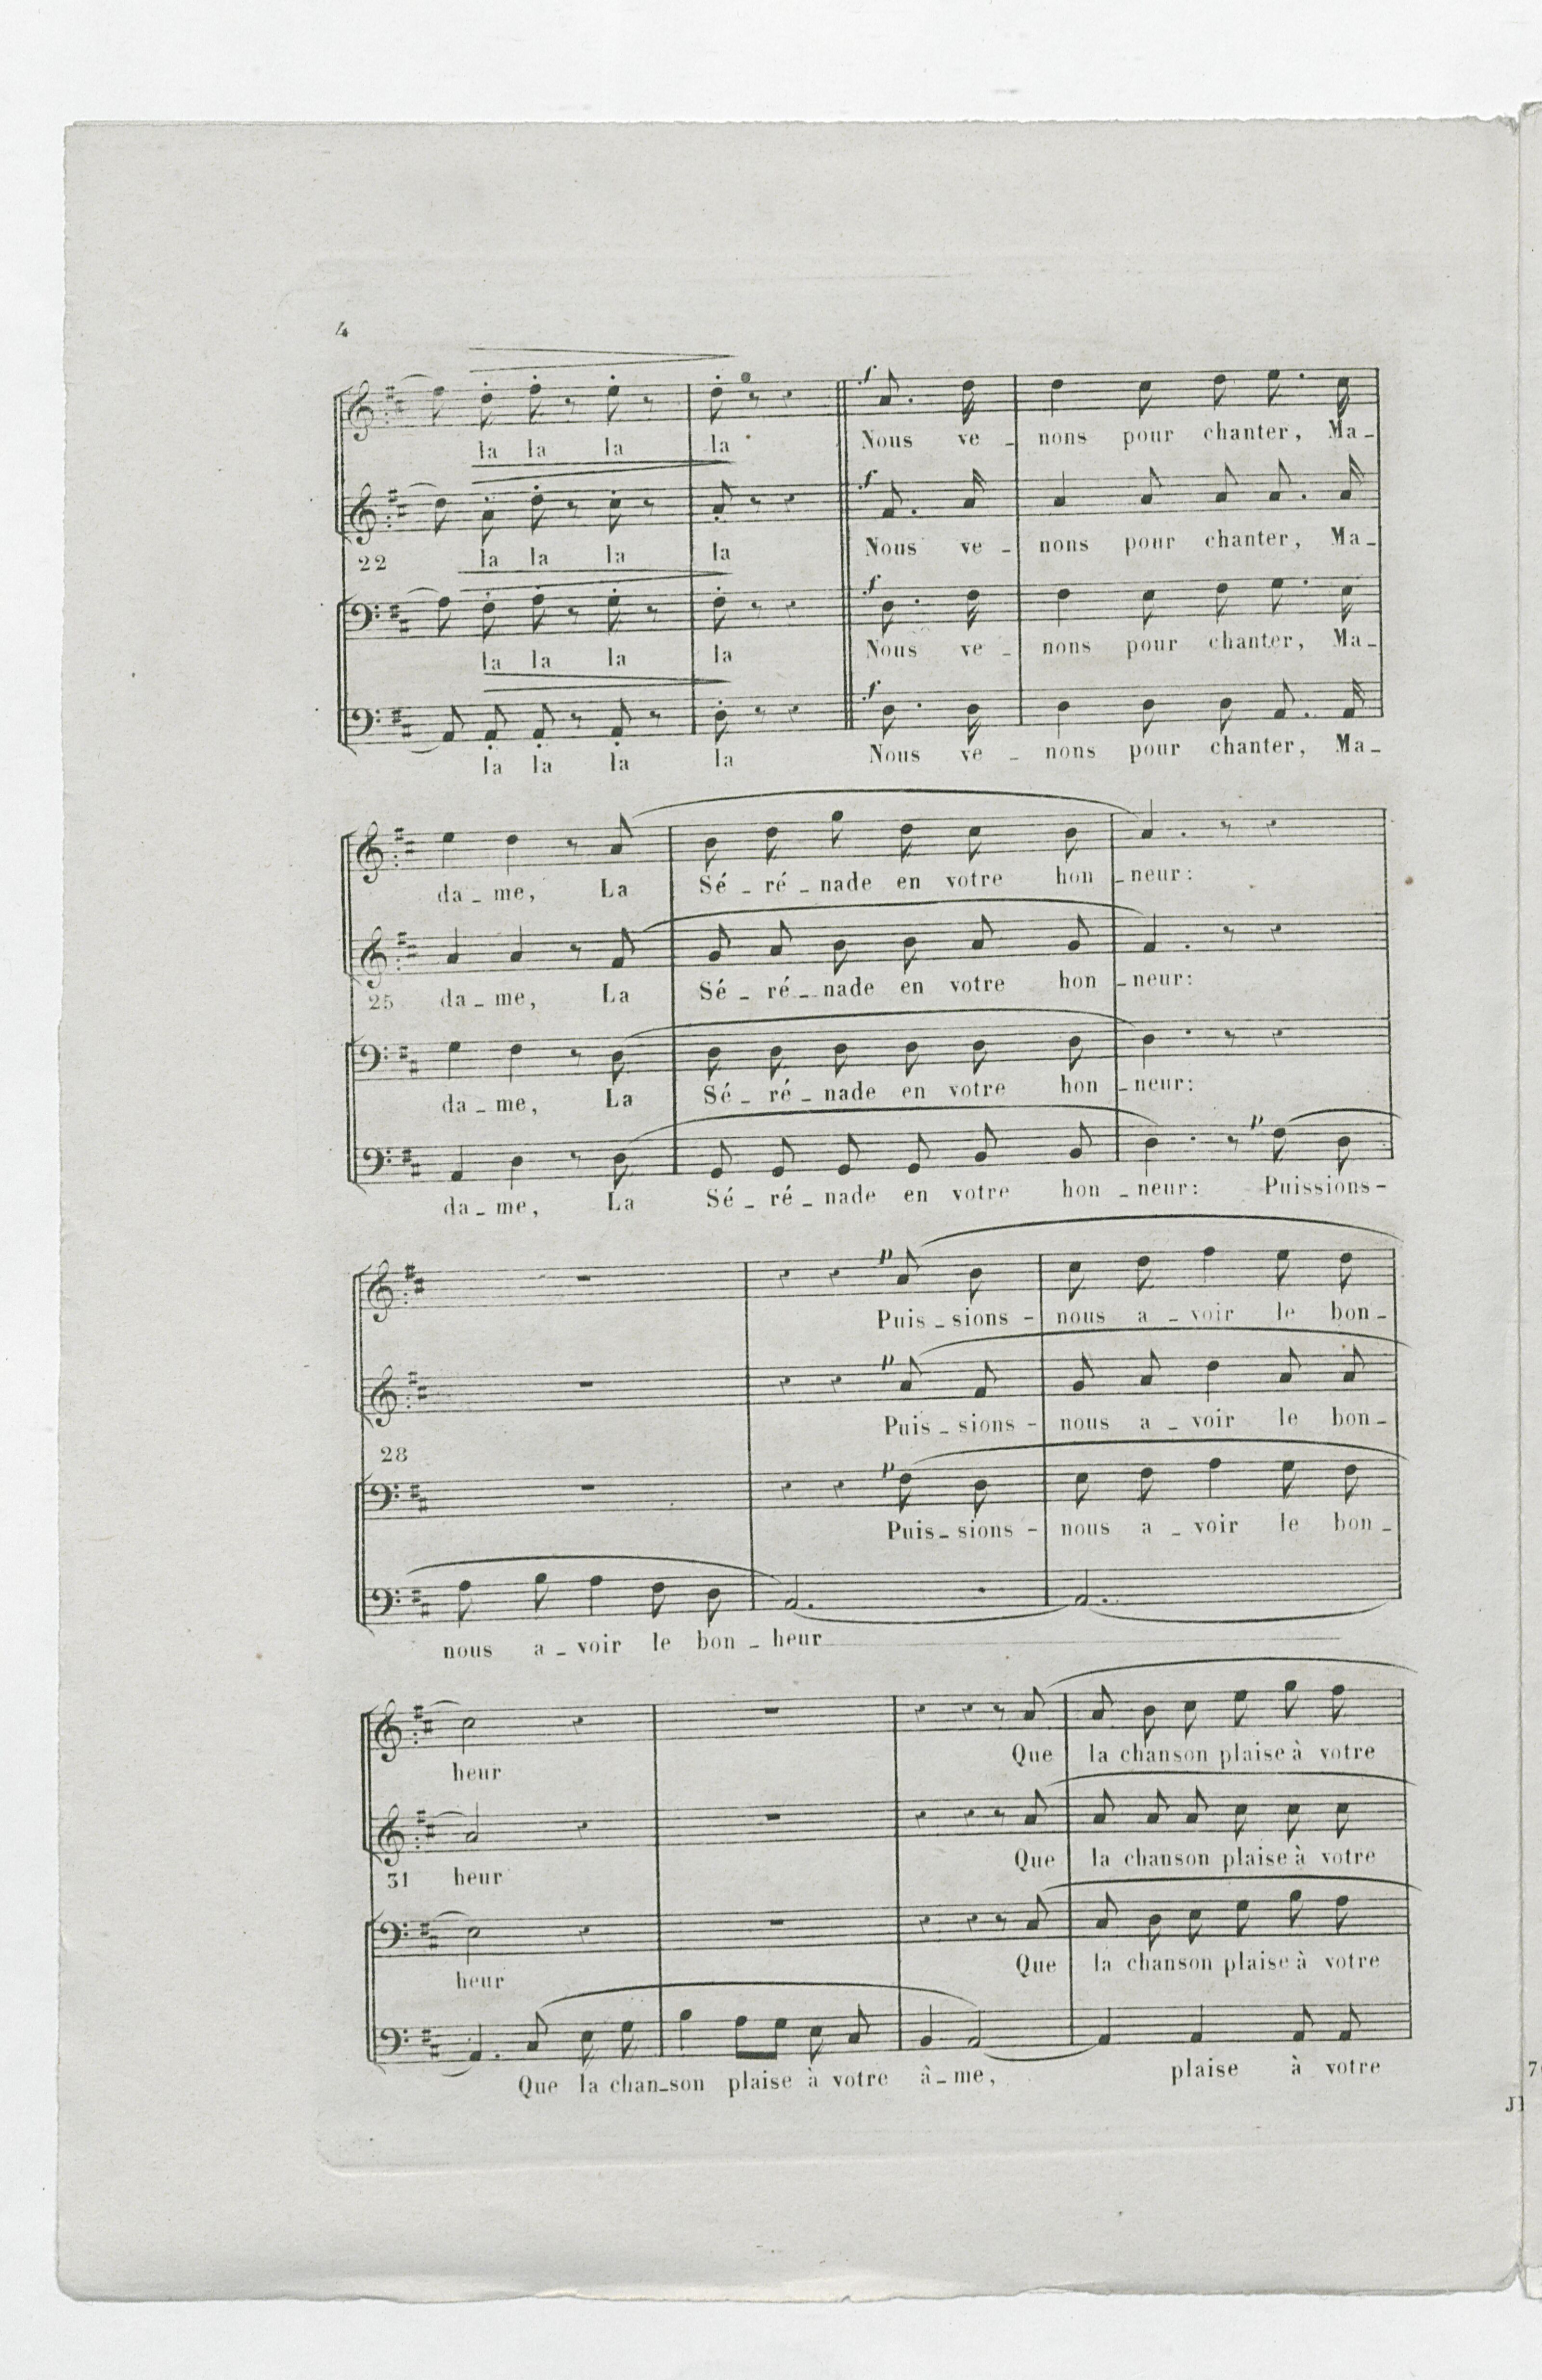 4
f
la la la la Nous ve - nons pour chanter, Ma-
f
22 la la la la Nous ve - nons pour chanter, Ma-
f
la la la la Nous ve - nons pour chanter, Ma-
f
la la la la Nous ve - nons pour chanter, Ma-
da - me, La Sé - ré - nade en votre hon - neur:
25 da - me, La Sé - ré - nade en votre hon - neur:
da - me, La Sé - ré - nade en votre hon - neur:
p
da - me, La Sé - ré - nade en votre hon - neur: Puissions-
p
Puis - sions - nous a - voir le bon-
p
Puis - sions - nous a - voir le bon-
28
p
Puis - sions - nous a - voir le bon-
nous a - voir le bon - heur
heur Que la chanson plaise à votre
31 heur Que la chanson plaise à votre
heur Que la chanson plaise à votre
Que la chan-son plaise à votre â - me, plaise à votre